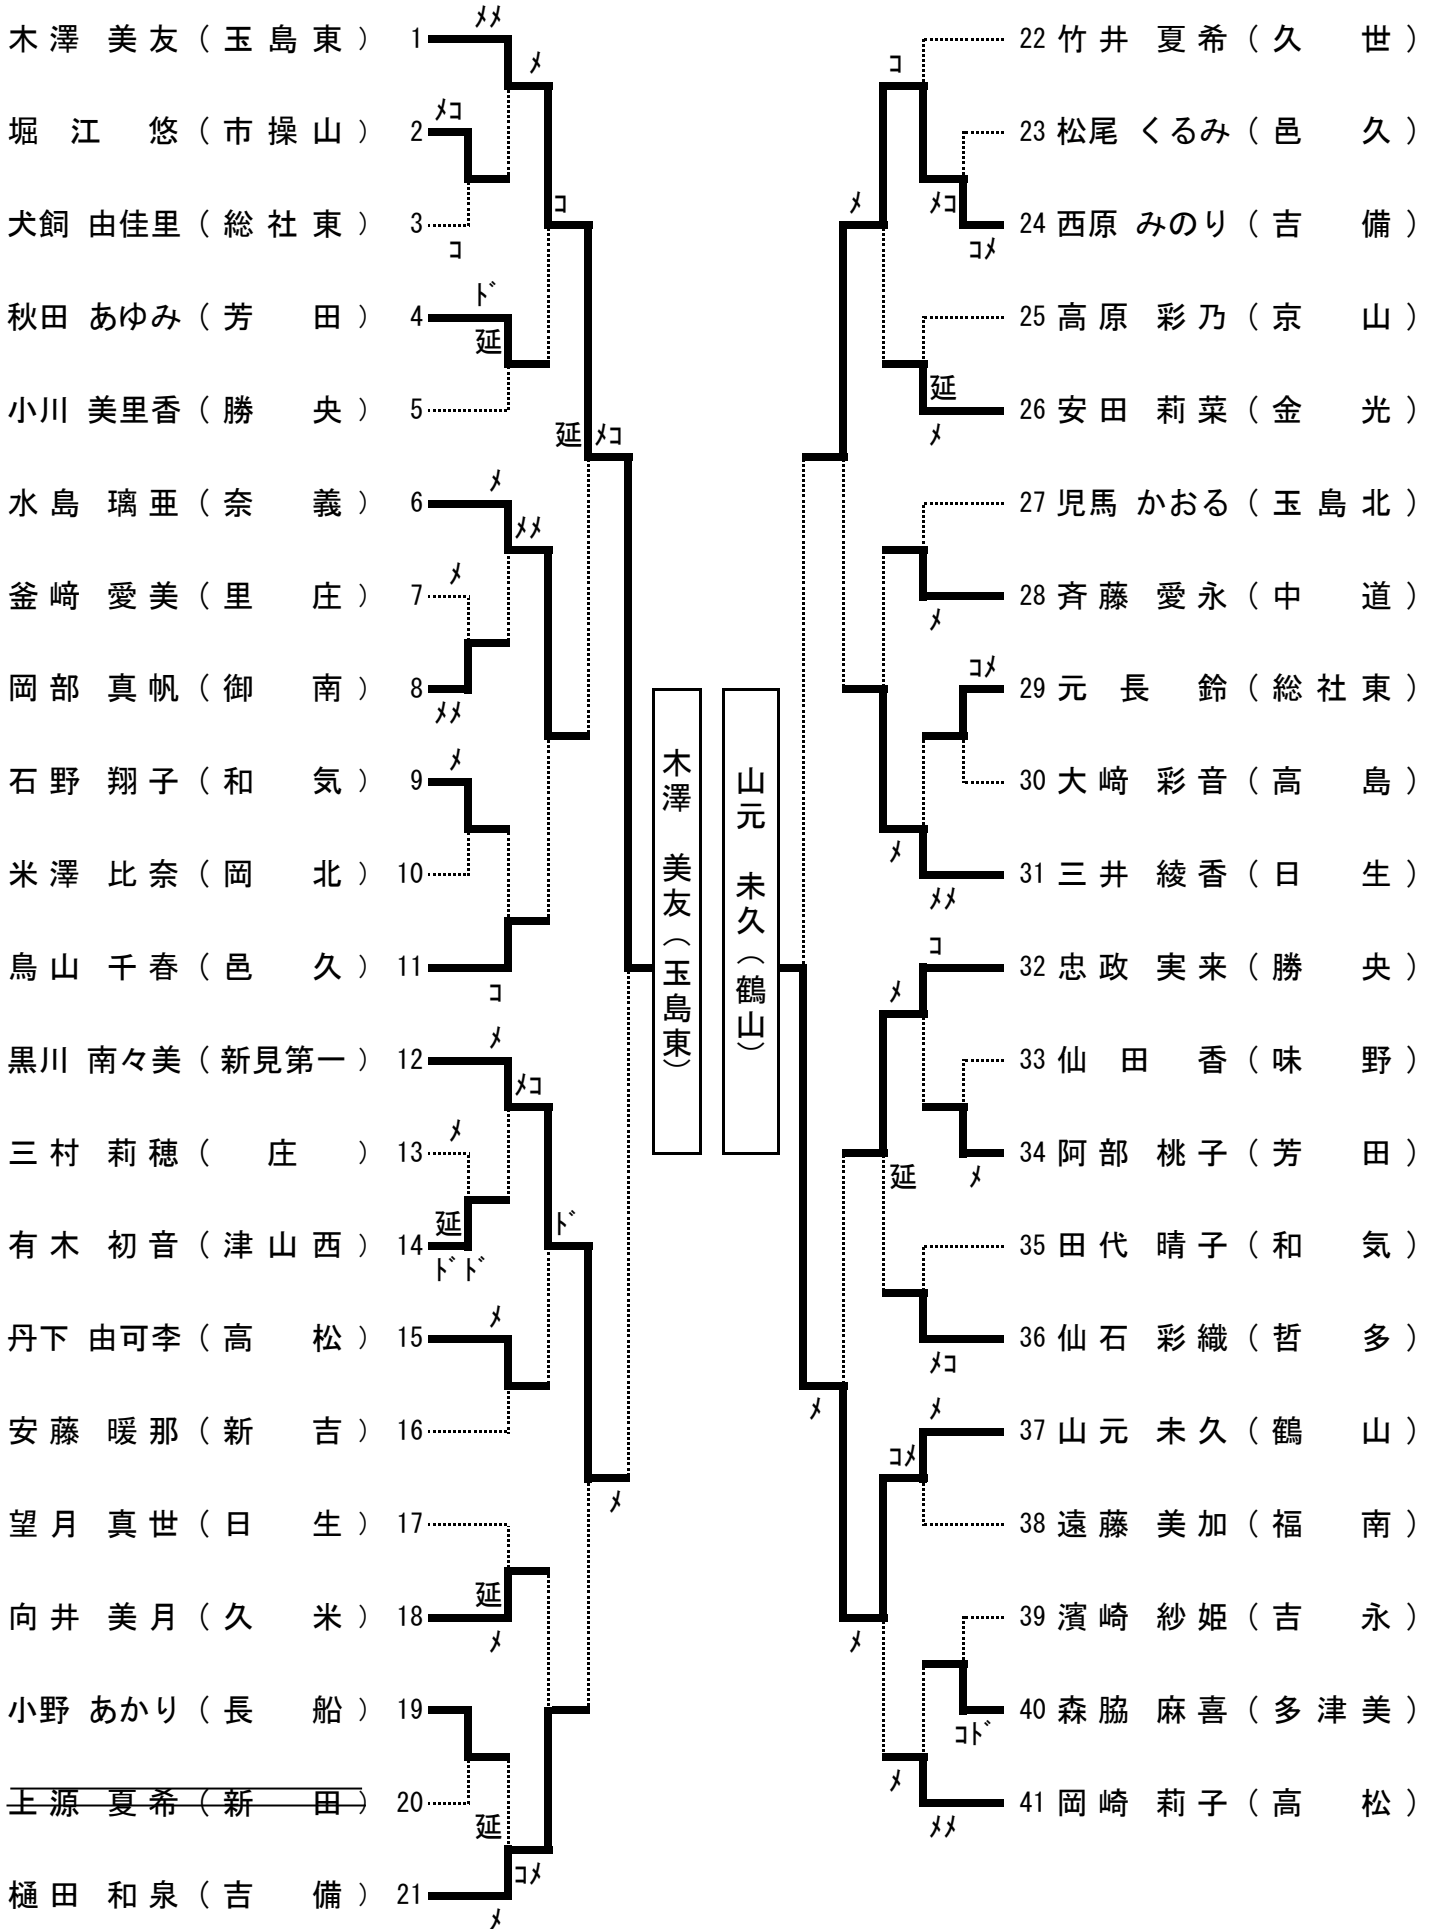 木澤 美友（玉島東） 1
堀江 悠（市操山） 2
犬飼 由佳里（総社東） 3
秋田 あゆみ（芳田） 4
小川 美里香（勝央） 5
水島 璃亜（奈義） 6
釜﨑 愛美（里庄） 7
岡部 真帆（御南） 8
石野 翔子（和気） 9
米澤 比奈（岡北） 10
鳥山 千春（邑久） 11
黒川 南々美（新見第一） 12
三村 莉穂（庄） 13
有木 初音（津山西） 14
丹下 由可李（高松） 15
安藤 暖那（新吉） 16
望月 真世（日生） 17
向井 美月（久米） 18
小野 あかり（長船） 19
上源 夏希（新田） 20
樋田 和泉（吉備） 21
ﾒﾒ
ﾒ
ﾒｺ
ｺ
ｺ
ﾄﾞ
延
延 ﾒｺ
ﾒ
ﾒﾒ
ﾒ
ﾒﾒ
ﾒ
ｺ
ﾒ
ﾒｺ
ﾒ
延
ﾄﾞﾄﾞ
ﾄﾞ
ﾒ
ﾒ
延
ﾒ
延
ｺﾒ
ﾒ
木澤 美友（玉島東）
山元 未久（鶴山）
22 竹井 夏希（久世）
23 松尾 くるみ（邑久）
24 西原 みのり（吉備）
25 高原 彩乃（京山）
26 安田 莉菜（金光）
27 児馬 かおる（玉島北）
28 斉藤 愛永（中道）
29 元長 鈴（総社東）
30 大﨑 彩音（高島）
31 三井 綾香（日生）
32 忠政 実来（勝央）
33 仙田 香（味野）
34 阿部 桃子（芳田）
35 田代 晴子（和気）
36 仙石 彩織（哲多）
37 山元 未久（鶴山）
38 遠藤 美加（福南）
39 濱崎 紗姫（吉永）
40 森脇 麻喜（多津美）
41 岡崎 莉子（高松）
ｺ
ﾒ
ﾒｺ
ｺﾒ
延
ﾒ
ﾒ
ｺﾒ
ﾒ
ﾒﾒ
ｺ
ﾒ
ﾒ
延
ﾒｺ
ﾒ
ﾒ
ｺﾒ
ﾒ
ｺﾄﾞ
ﾒ
ﾒﾒ